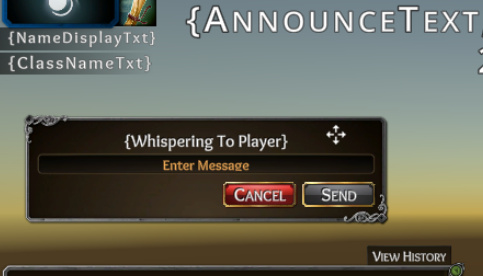 {ANNOUNCETEXT
{NameDisplayTxt}
{ClassNameTxt}
{Whispering To Player}
Enter Message
CANCEL SEND
VIEW HISTORY